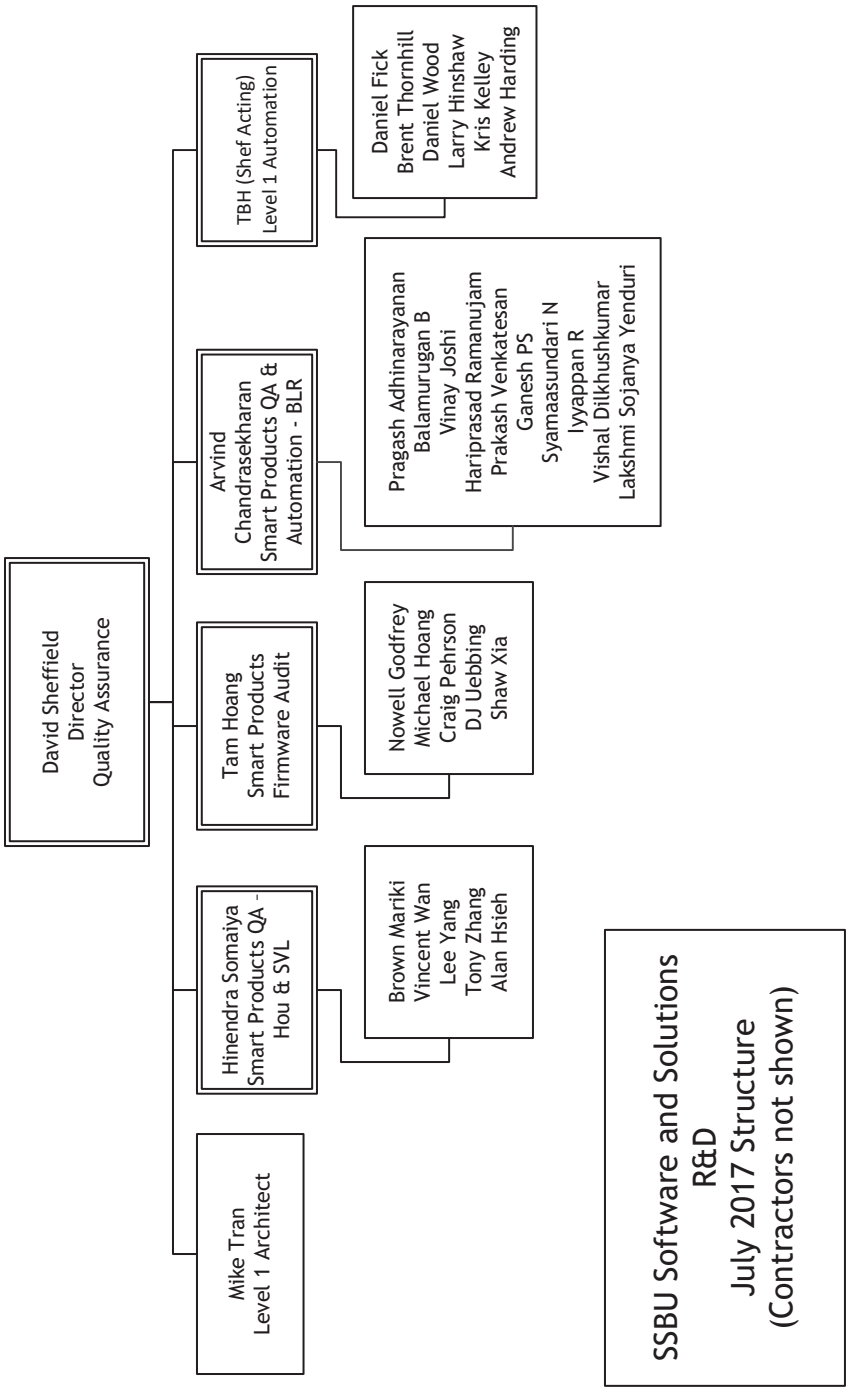 David Sheffield
Director
Quality Assurance
Mike Tran
Level 1 Architect
Hinendra Somaiya
Smart Products QA -
Hou & SVL
Tam Hoang
Smart Products
Firmware Audit
Arvind
Chandrasekharan
Smart Products QA &
Automation - BLR
TBH (Shef Acting)
Level 1 Automation
Brown Mariki
Vincent Wan
Lee Yang
Tony Zhang
Alan Hsieh
Nowell Godfrey
Michael Hoang
Craig Pehrson
DJ Uebbing
Shaw Xia
Pragash Adhinarayanan
Balamurugan B
Vinay Joshi
Hariprasad Ramanujam
Prakash Venkatesan
Ganesh PS
Syamaasundari N
Iyyappan R
Vishal Dilkhushkumar
Lakshmi Sojanya Yenduri
Daniel Fick
Brent Thornhill
Daniel Wood
Larry Hinshaw
Kris Kelley
Andrew Harding
SSBU Software and Solutions
R&D
July 2017 Structure
(Contractors not shown)